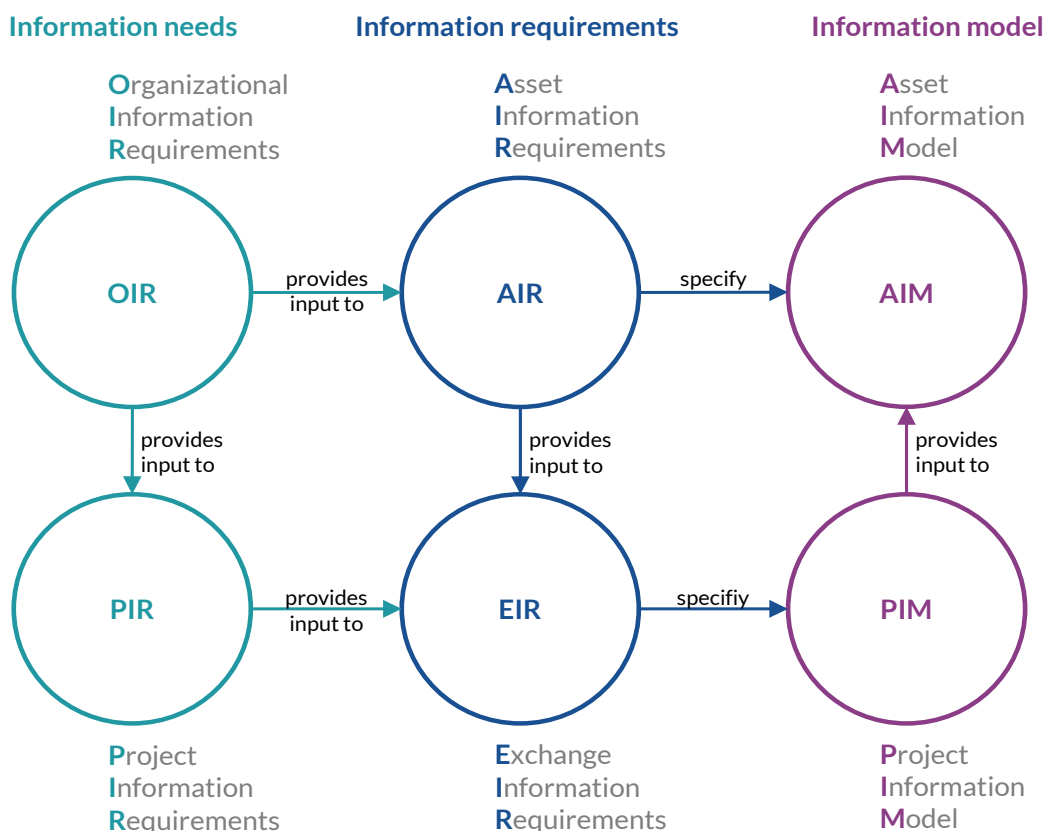 Information needs
Information requirements
Information model
Organizational
Information
Requirements
Asset
Information
Requirements
Asset
Information
Model
OIR
provides
input to
AIR
specify
AIM
provides
input to
provides
input to
provides
input to
PIR
provides
input to
EIR
specifiy
PIM
Project
Information
Requirements
Exchange
Information
Requirements
Project
Information
Model